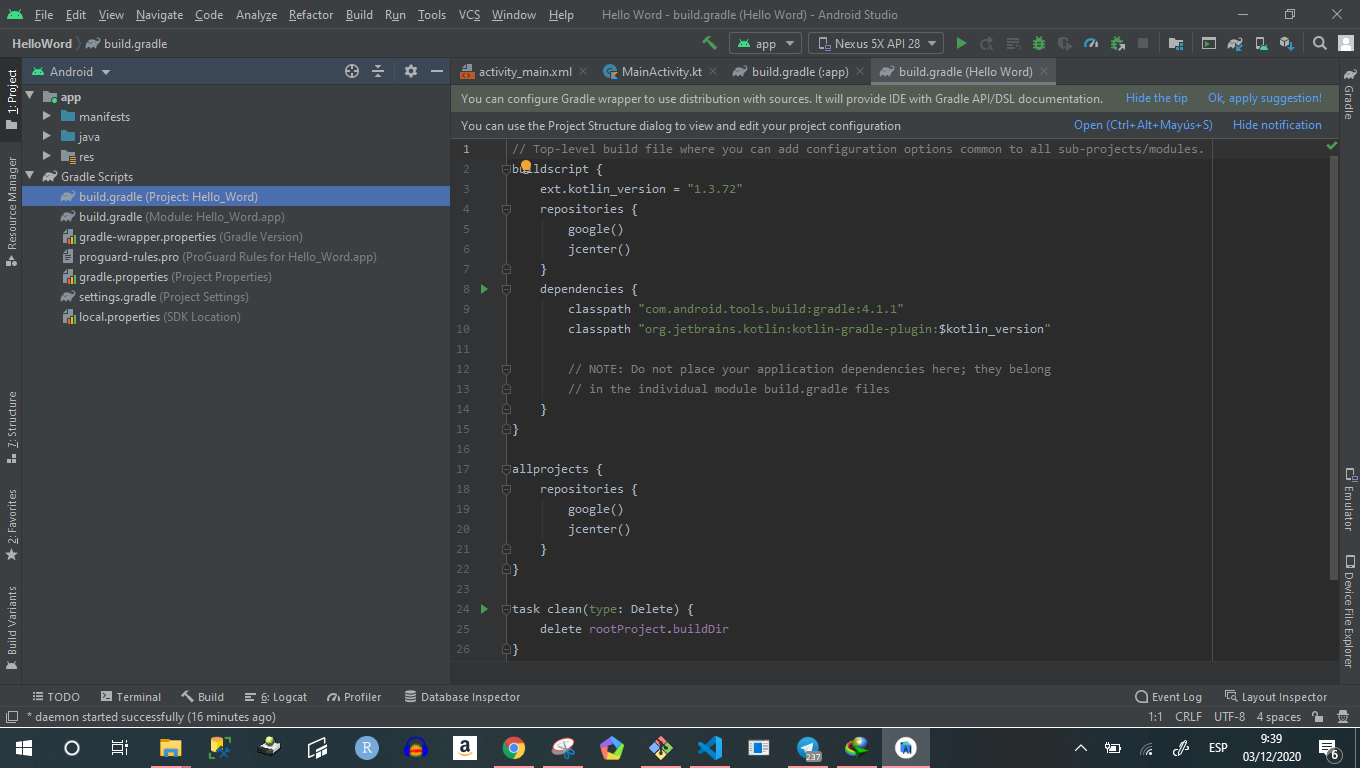 File Edit View Navigate Code Analyze Refactor Build Run Tools VCS Window Help Hello Word - build.gradle (Hello Word) - Android Studio
HelloWord build.gradle app Nexus 5X API 28
1: Project
Resource Manager
7: Structure
2: Favorites
Build Variants
Android
app
manifests
java
res
Gradle Scripts
build.gradle (Project: Hello_Word)
build.gradle (Module: Hello_Word.app)
gradle-wrapper.properties (Gradle Version)
proguard-rules.pro (ProGuard Rules for Hello_Word.app)
gradle.properties (Project Properties)
settings.gradle (Project Settings)
local.properties (SDK Location)
activity_main.xml MainActivity.kt build.gradle (:app) build.gradle (Hello Word)
You can configure Gradle wrapper to use distribution with sources. It will provide IDE with Gradle API/DSL documentation. Hide the tip Ok, apply suggestion!
You can use the Project Structure dialog to view and edit your project configuration Open (Ctrl+Alt+Mayús+S) Hide notification
1 // Top-level build file where you can add configuration options common to all sub-projects/modules.
2 buildscript {
3 ext.kotlin_version = "1.3.72"
4 repositories {
5 google()
6 jcenter()
7 }
8 dependencies {
9 classpath "com.android.tools.build:gradle:4.1.1"
10 classpath "org.jetbrains.kotlin:kotlin-gradle-plugin:$kotlin_version"
11
12 // NOTE: Do not place your application dependencies here; they belong
13 // in the individual module build.gradle files
14 }
15 }
16
17 allprojects {
18 repositories {
19 google()
20 jcenter()
21 }
22 }
23
24 task clean(type: Delete) {
25 delete rootProject.buildDir
26 }
Gradle
Emulator
Device File Explorer
TODO Terminal Build 6: Logcat Profiler Database Inspector Event Log Layout Inspector
* daemon started successfully (16 minutes ago) 1:1 CRLF UTF-8 4 spaces
R a 237 ESP 9:39
03/12/2020 6